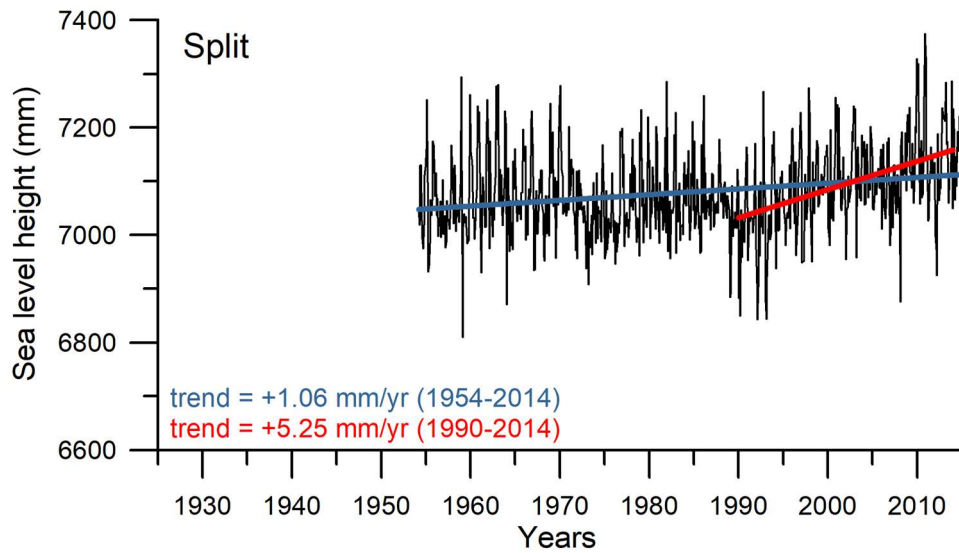 Split
7400
7200
7000
6800
6600
Sea level height (mm)
trend = +1.06 mm/yr (1954-2014)
trend = +5.25 mm/yr (1990-2014)
1930 1940 1950 1960 1970 1980 1990 2000 2010
Years